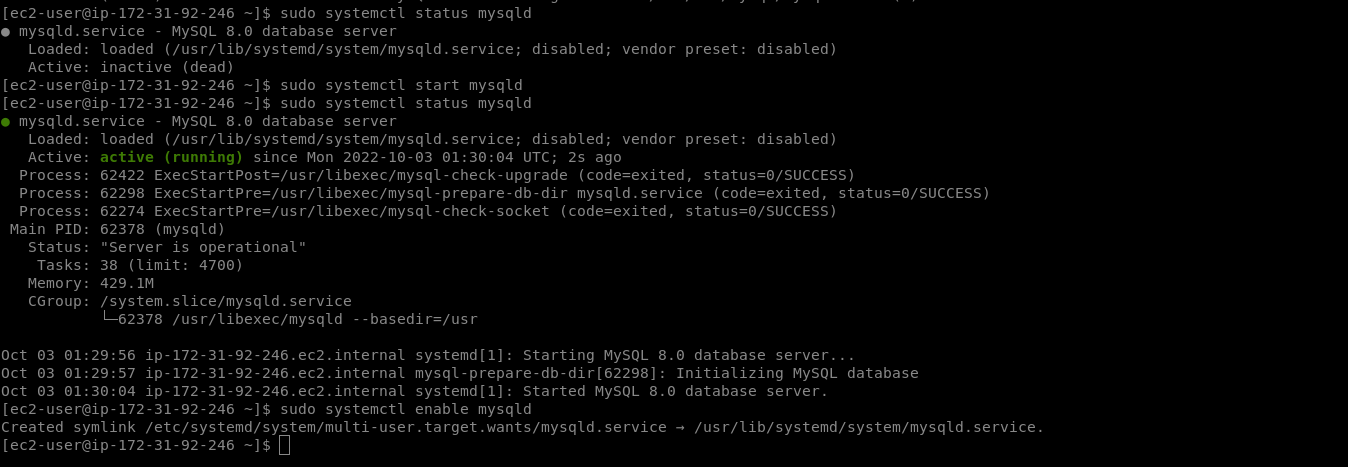 [ec2-user@ip-172-31-92-246 ~]$ sudo systemctl status mysqld
● mysqld.service - MySQL 8.0 database server
   Loaded: loaded (/usr/lib/systemd/system/mysqld.service; disabled; vendor preset: disabled)
   Active: inactive (dead)
[ec2-user@ip-172-31-92-246 ~]$ sudo systemctl start mysqld
[ec2-user@ip-172-31-92-246 ~]$ sudo systemctl status mysqld
● mysqld.service - MySQL 8.0 database server
   Loaded: loaded (/usr/lib/systemd/system/mysqld.service; disabled; vendor preset: disabled)
   Active: active (running) since Mon 2022-10-03 01:30:04 UTC; 2s ago
  Process: 62422 ExecStartPost=/usr/libexec/mysql-check-upgrade (code=exited, status=0/SUCCESS)
  Process: 62298 ExecStartPre=/usr/libexec/mysql-prepare-db-dir mysqld.service (code=exited, status=0/SUCCESS)
  Process: 62274 ExecStartPre=/usr/libexec/mysql-check-socket (code=exited, status=0/SUCCESS)
 Main PID: 62378 (mysqld)
   Status: "Server is operational"
    Tasks: 38 (limit: 4700)
   Memory: 429.1M
   CGroup: /system.slice/mysqld.service
           └─62378 /usr/libexec/mysqld --basedir=/usr
Oct 03 01:29:56 ip-172-31-92-246.ec2.internal systemd[1]: Starting MySQL 8.0 database server...
Oct 03 01:29:57 ip-172-31-92-246.ec2.internal mysql-prepare-db-dir[62298]: Initializing MySQL database
Oct 03 01:30:04 ip-172-31-92-246.ec2.internal systemd[1]: Started MySQL 8.0 database server.
[ec2-user@ip-172-31-92-246 ~]$ sudo systemctl enable mysqld
Created symlink /etc/systemd/system/multi-user.target.wants/mysqld.service → /usr/lib/systemd/system/mysqld.service.
[ec2-user@ip-172-31-92-246 ~]$